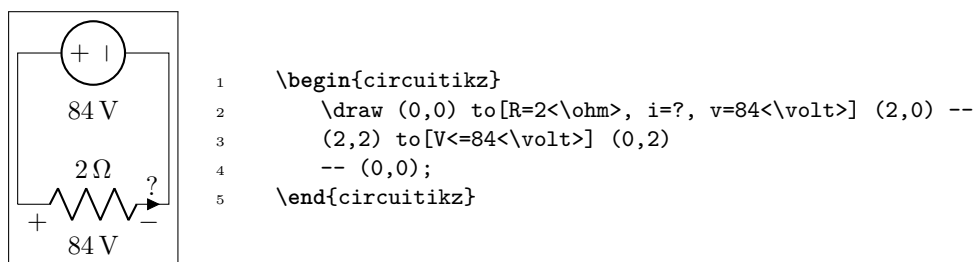 + −
84 V
2 Ω
?
+ −
84 V
1 \begin{circuitikz}
2 \draw (0,0) to[R=2<\ohm>, i=?, v=84<\volt>] (2,0) --
3 (2,2) to[V<=84<\volt>] (0,2)
4 -- (0,0);
5 \end{circuitikz}